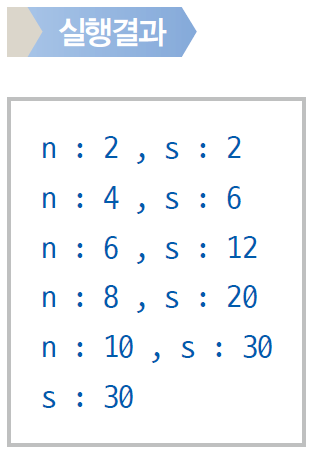 실행결과
n : 2 , s : 2
n : 4 , s : 6
n : 6 , s : 12
n : 8 , s : 20
n : 10 , s : 30
s : 30